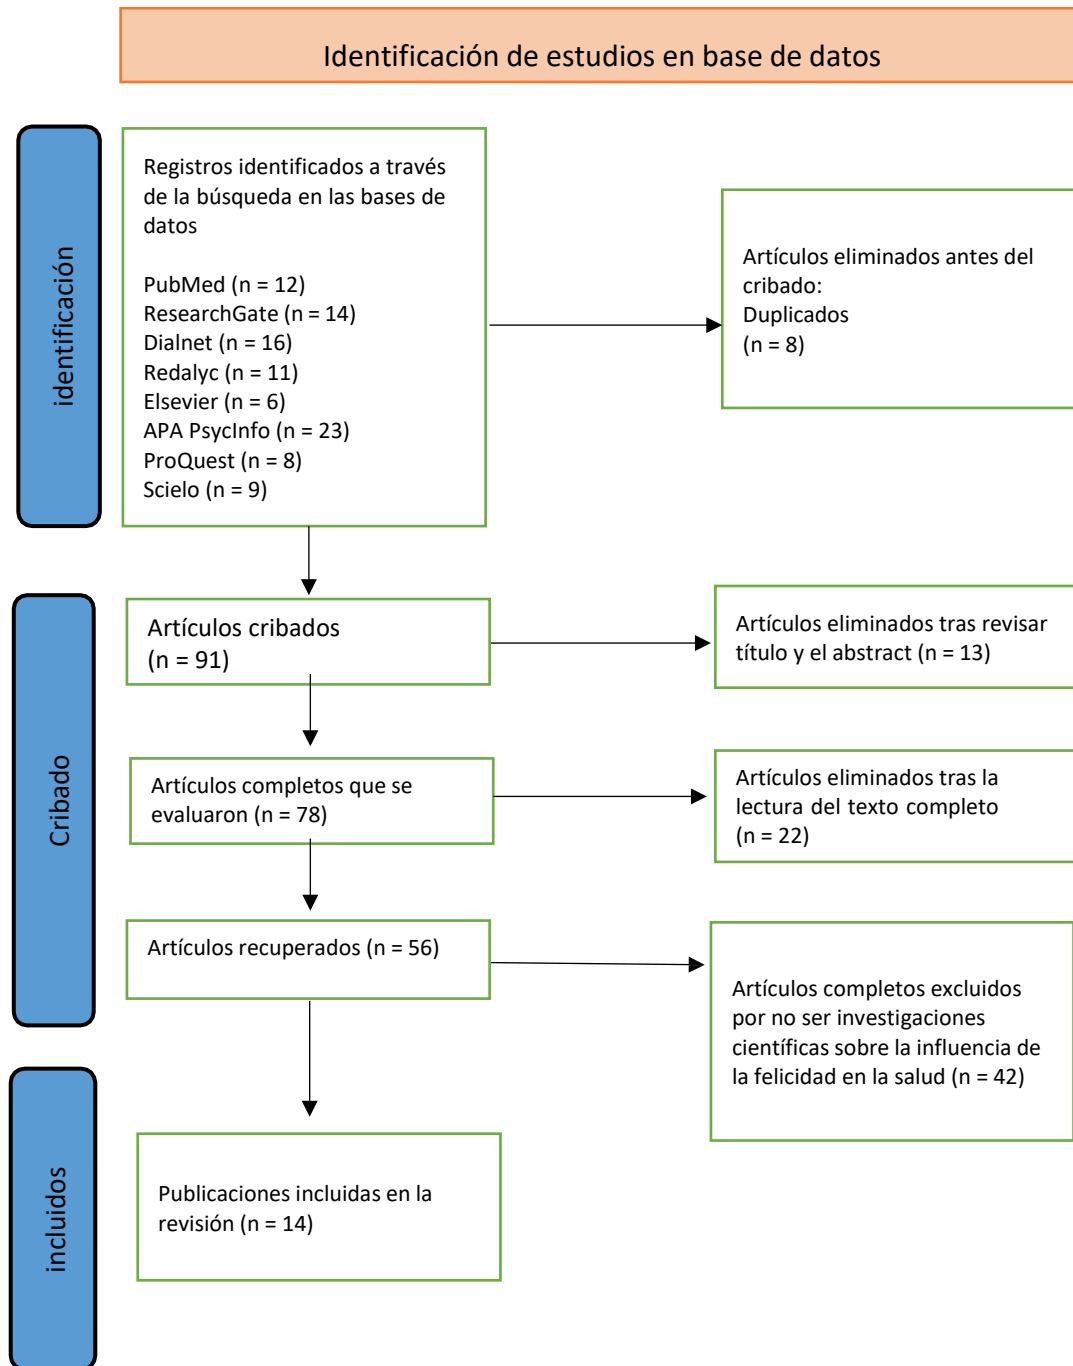 Identificación de estudios en base de datos
identificación
Registros identificados a través
de la búsqueda en las bases de
datos
PubMed (n = 12)
ResearchGate (n = 14)
Dialnet (n = 16)
Redalyc (n = 11)
Elsevier (n = 6)
APA PsycInfo (n = 23)
ProQuest (n = 8)
Scielo (n = 9)
Artículos eliminados antes del
cribado:
Duplicados
(n = 8)
Cribado
Artículos cribados
(n = 91)
Artículos eliminados tras revisar
título y el abstract (n = 13)
Artículos completos que se
evaluaron (n = 78)
Artículos eliminados tras la
lectura del texto completo
(n = 22)
Artículos recuperados (n = 56)
Artículos completos excluidos
por no ser investigaciones
científicas sobre la influencia de
la felicidad en la salud (n = 42)
incluidos
Publicaciones incluidas en la
revisión (n = 14)